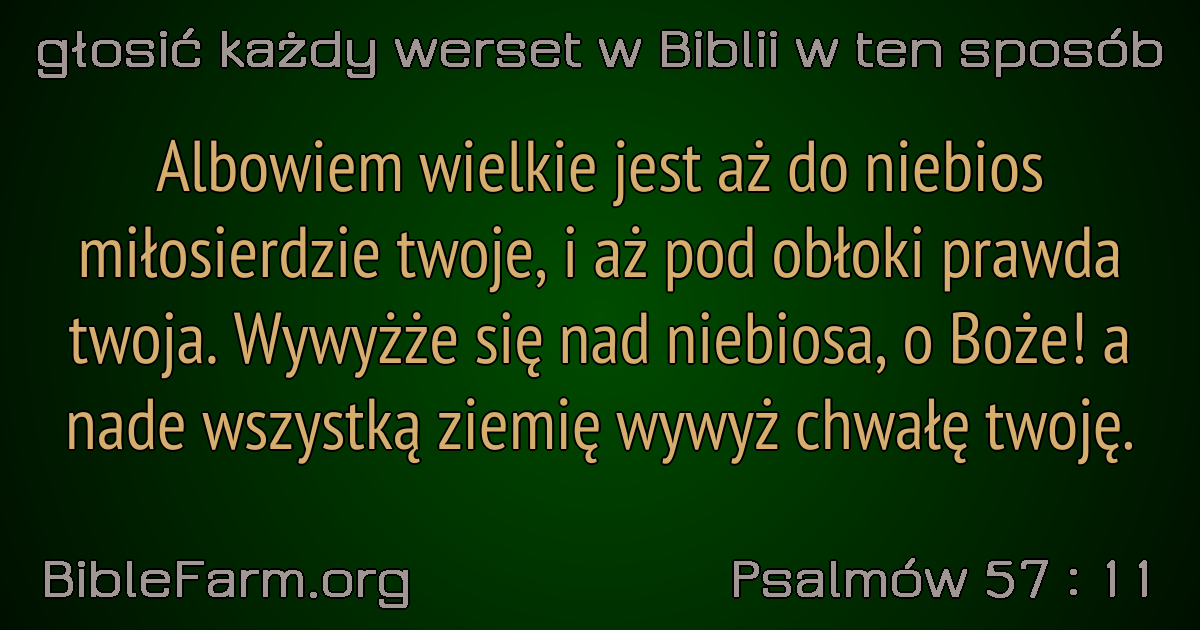 głosić każdy werset w Biblii w ten sposób
Albowiem wielkie jest aż do niebios
miłosierdzie twoje, i aż pod obłoki prawda
twoja. Wywyżże się nad niebiosa, o Boże! a
nade wszystką ziemię wywyż chwałę twoję.
BibleFarm.org
Psalmów 57 : 11